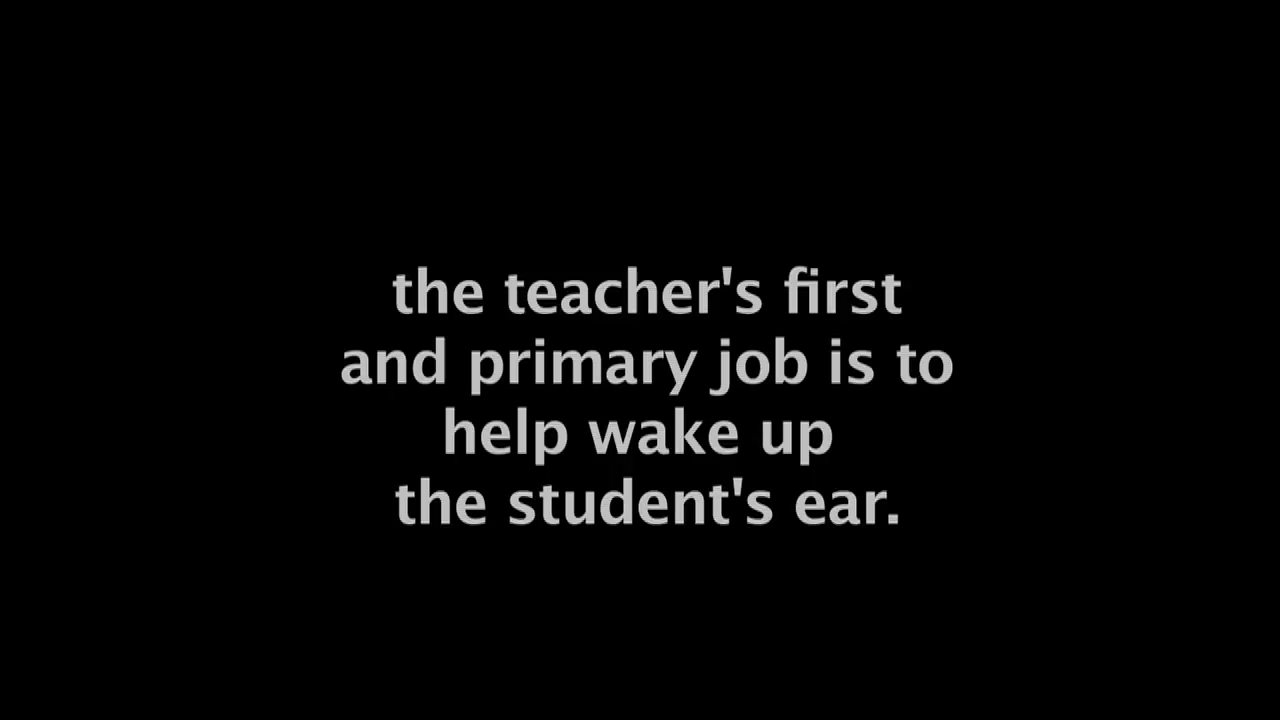 the teacher's first
and primary job is to
help wake up
the student's ear.